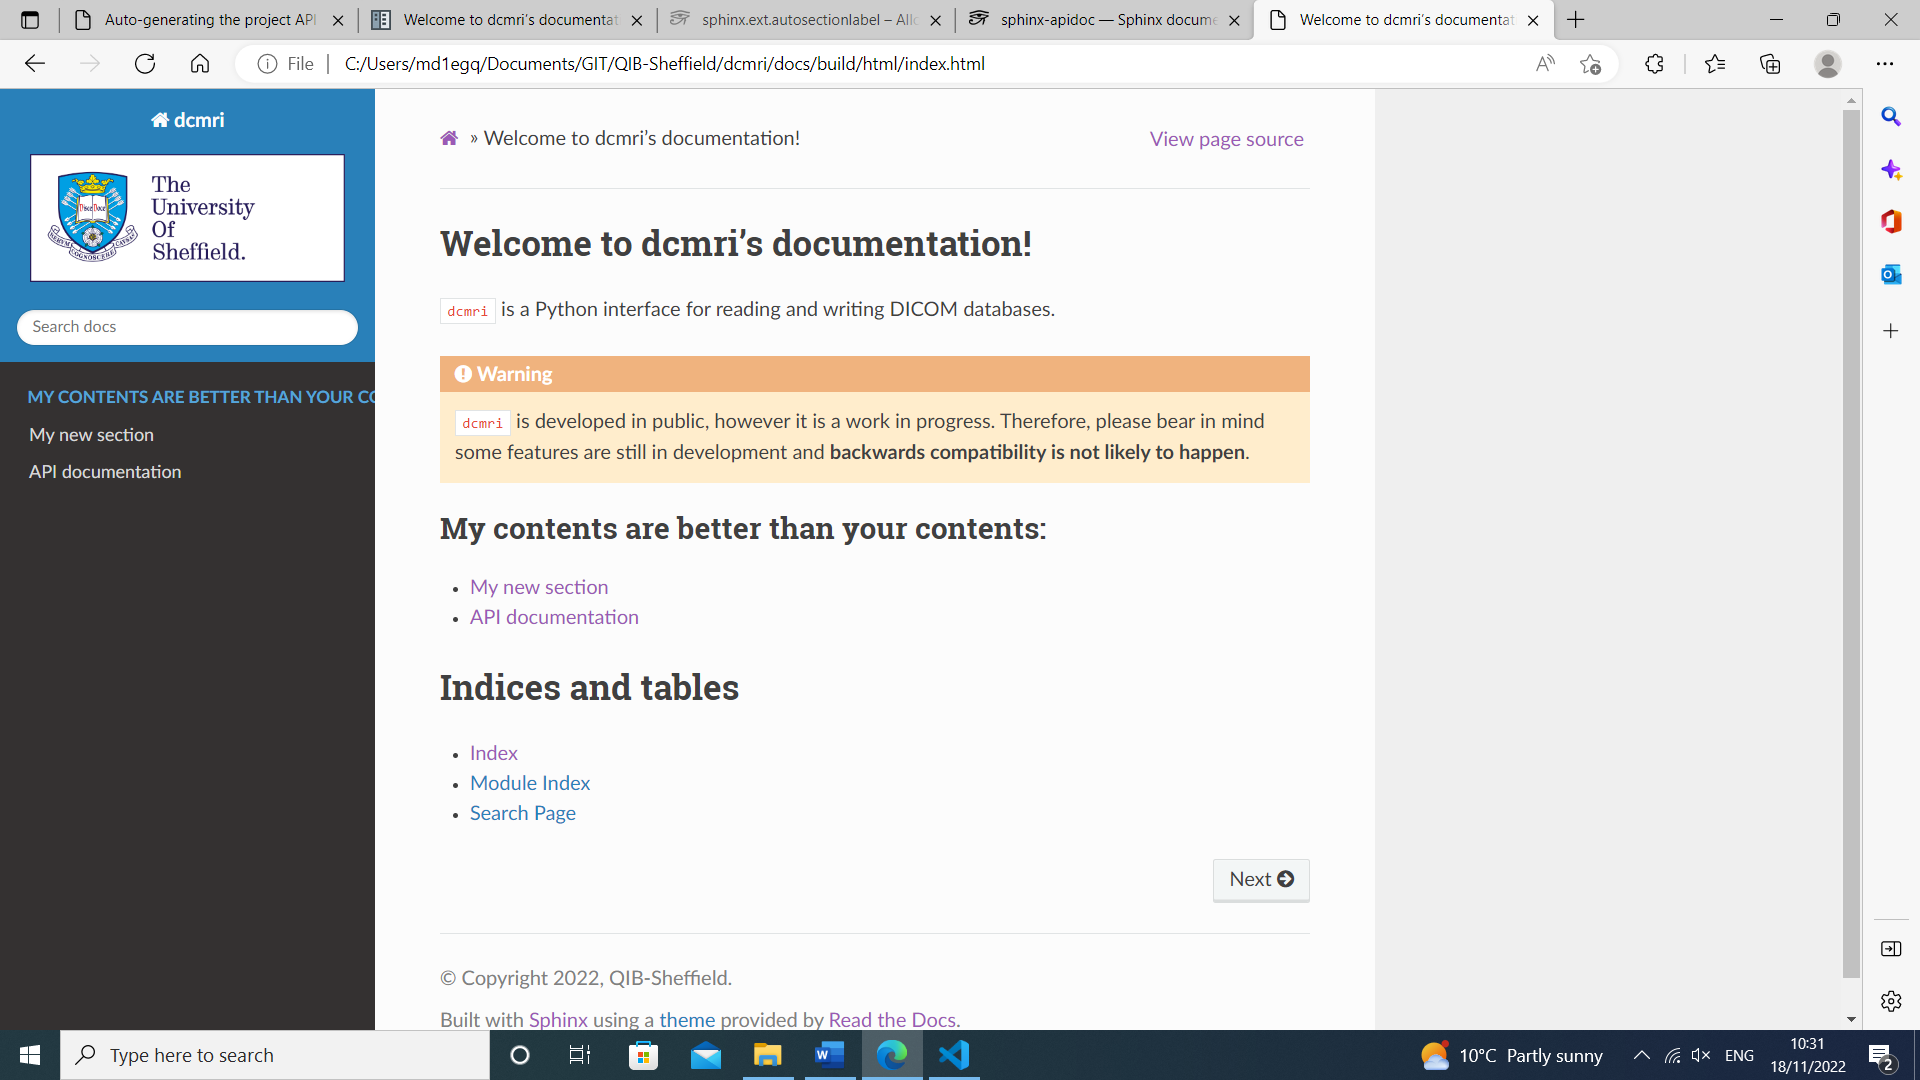 Auto-generating the project API
Welcome to dcmri's documentat
sphinx.ext.autosectionlabel – Allo
sphinx-apidoc — Sphinx docume
Welcome to dcmri's documentat
File
C:/Users/md1egq/Documents/GIT/QIB-Sheffield/dcmri/docs/build/html/index.html
dcmri
The
University
Of
Sheffield.
Disce Doce
RERVM
COGNOSCERE
CAVSAS
Search docs
MY CONTENTS ARE BETTER THAN YOUR CO
My new section
API documentation
» Welcome to dcmri's documentation!
View page source
Welcome to dcmri's documentation!
dcmri is a Python interface for reading and writing DICOM databases.
Warning
dcmri is developed in public, however it is a work in progress. Therefore, please bear in mind
some features are still in development and backwards compatibility is not likely to happen.
My contents are better than your contents:
• My new section
• API documentation
Indices and tables
• Index
• Module Index
• Search Page
Next
© Copyright 2022, QIB-Sheffield.
Built with Sphinx using a theme provided by Read the Docs.
Type here to search
10°C Partly sunny
ENG
10:31
18/11/2022
2